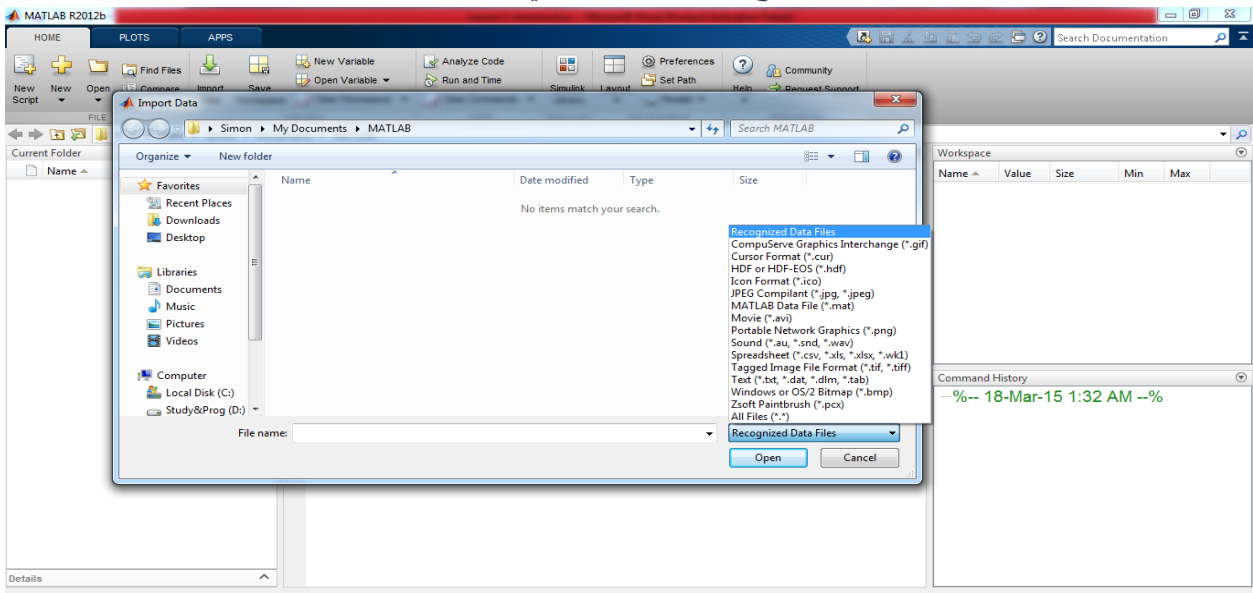 MATLAB R2012b
HOME PLOTS APPS
Search Documentation
New Script
New
Open
Find Files
Compare
Import
Save
New Variable
Open Variable
Analyze Code
Run and Time
Simulink
Layout
Preferences
Set Path
Help
Community
Request Support
FILE
Import Data
Simon ▸ My Documents ▸ MATLAB
Search MATLAB
Organize New folder
Current Folder
Name
Favorites
Recent Places
Downloads
Desktop
Libraries
Documents
Music
Pictures
Videos
Computer
Local Disk (C:)
Study&Prog (D:)
Name Date modified Type Size
No items match your search.
Recognized Data Files
CompuServe Graphics Interchange (*.gif)
Cursor Format (*.cur)
HDF or HDF-EOS (*.hdf)
Icon Format (*.ico)
JPEG Compilant (*.jpg, *.jpeg)
MATLAB Data File (*.mat)
Movie (*.avi)
Portable Network Graphics (*.png)
Sound (*.au, *.snd, *.wav)
Spreadsheet (*.csv, *.xls, *.xlsx, *.wk1)
Tagged Image File Format (*.tif, *.tiff)
Text (*.txt, *.dat, *.dlm, *.tab)
Windows or OS/2 Bitmap (*.bmp)
Zsoft Paintbrush (*.pcx)
All Files (*.*)
File name:
Recognized Data Files
Open Cancel
Workspace
Name Value Size Min Max
Command History
%-- 18-Mar-15 1:32 AM --%
Details